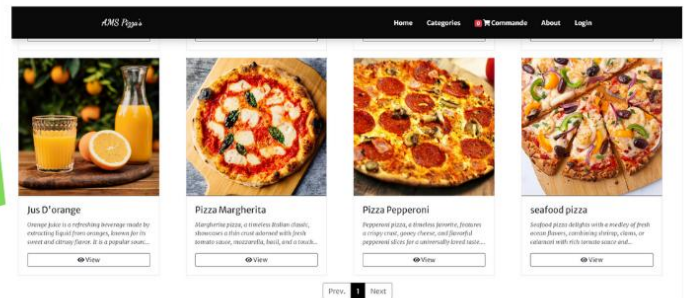 AMS Pizza's
Home Categories 0 Commande About Login
Jus D'orange
Orange juice is a refreshing beverage made by
extracting liquid from oranges, known for its
sweet and citrusy flavor. It is a popular sourc...
View
Pizza Margherita
Margherita pizza, a timeless Italian classic,
showcases a thin crust adorned with fresh
tomato sauce, mozzarella, basil, and a touch...
View
Pizza Pepperoni
Pepperoni pizza, a timeless favorite, features
a crispy crust, gooey cheese, and flavorful
pepperoni slices for a universally loved taste....
View
seafood pizza
Seafood pizza delights with a medley of fresh
ocean flavors, combining shrimp, clams, or
calamari with rich tomato sauce and...
View
Prev. 1 Next